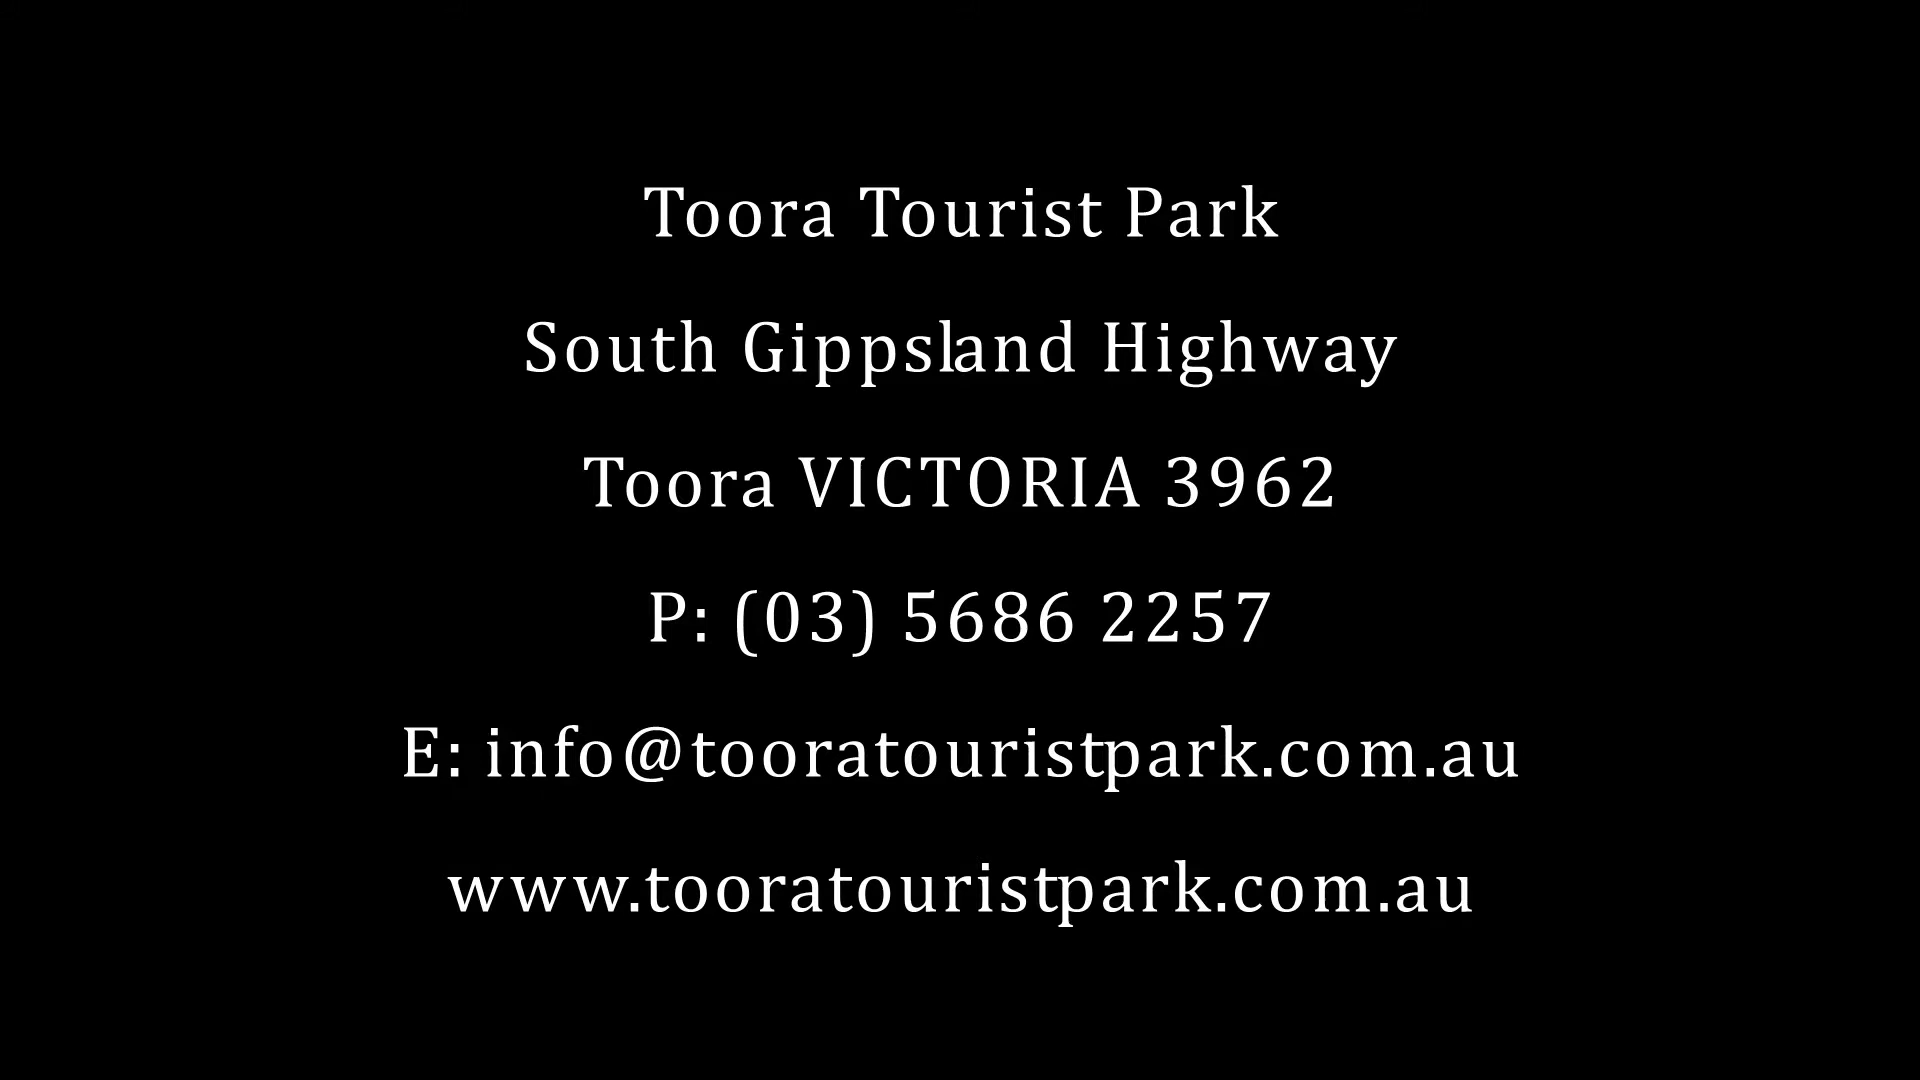 Toora Tourist Park
South Gippsland Highway
Toora VICTORIA 3962
P: (03) 5686 2257
E: info@tooratouristpark.com.au
www.tooratouristpark.com.au